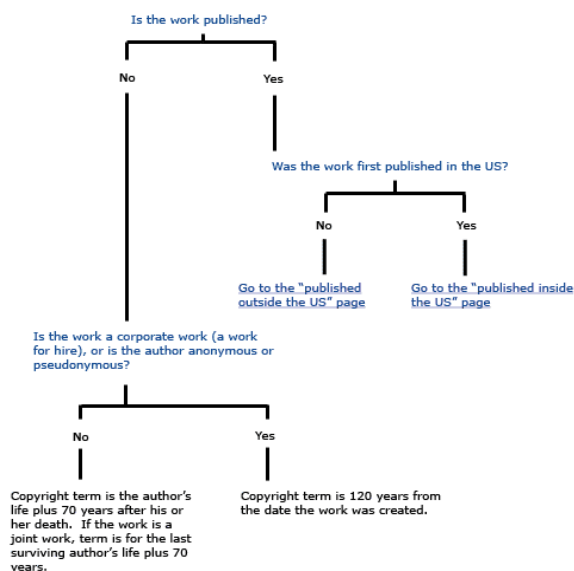 Is the work published?
No
Yes
Was the work first published in the US?
No
Yes
Go to the “published
outside the US” page
Go to the “published inside
the US” page
Is the work a corporate work (a work
for hire), or is the author anonymous or
pseudonymous?
No
Yes
Copyright term is the author’s
life plus 70 years after his or
her death.  If the work is a
joint work, term is for the last
surviving author’s life plus 70
years.
Copyright term is 120 years from
the date the work was created.